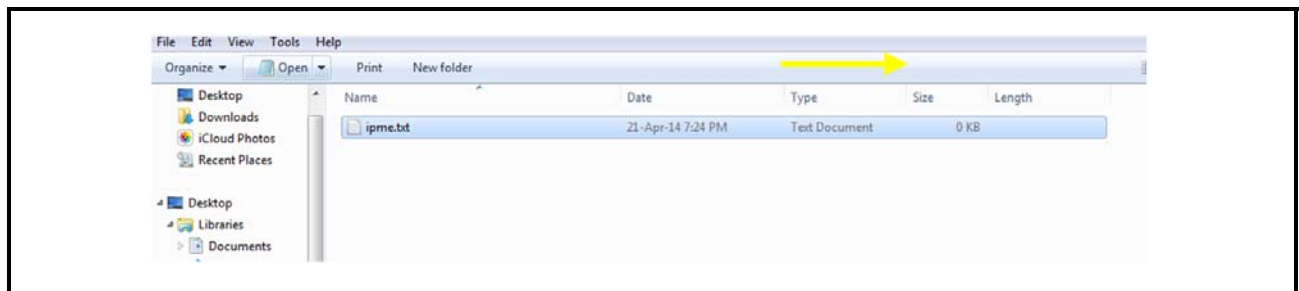 File Edit View Tools Help
Organize Open Print New folder
Desktop
Downloads
iCloud Photos
Recent Places
Desktop
Libraries
Documents
Name Date Type Size Length
ipme.txt 21-Apr-14 7:24 PM Text Document 0 KB